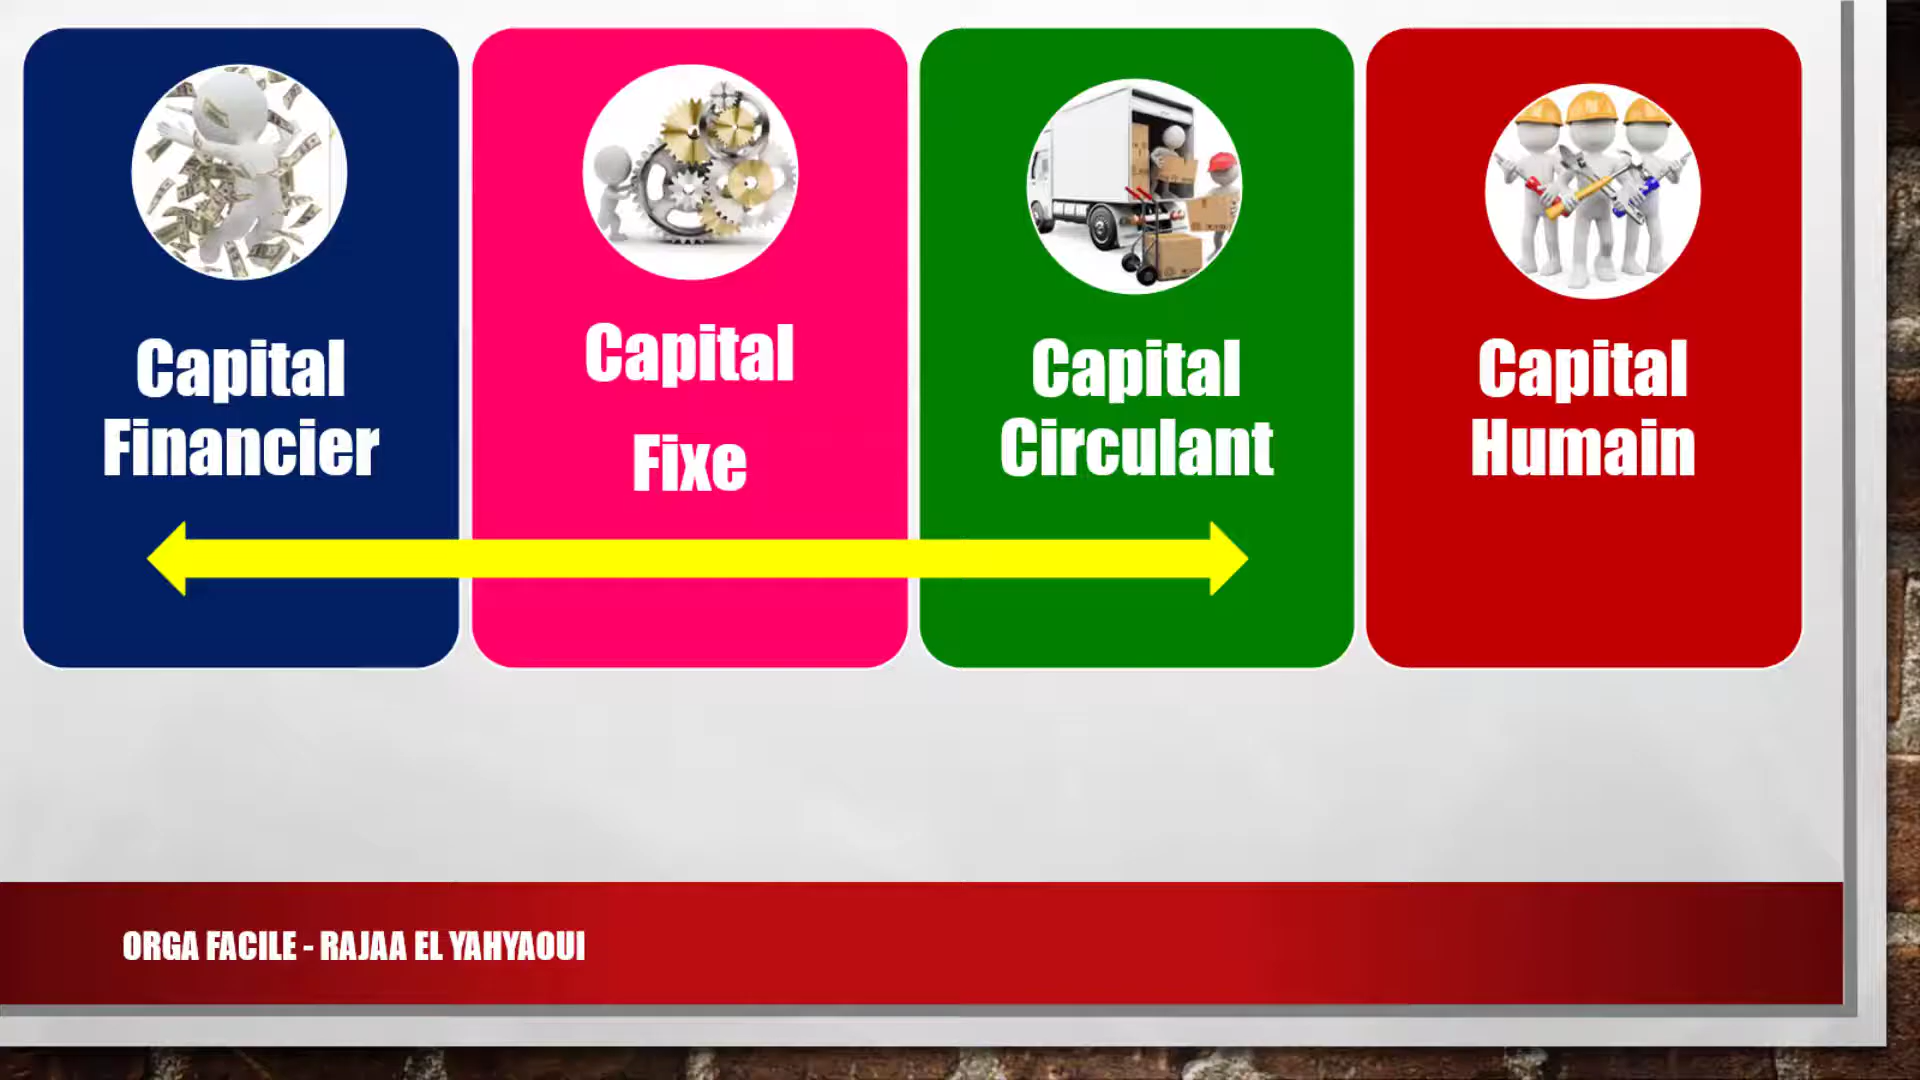 Capital
Financier
Capital
Fixe
Capital
Circulant
Capital
Humain
ORGA FACILE - RAJAA EL YAHYAOUI